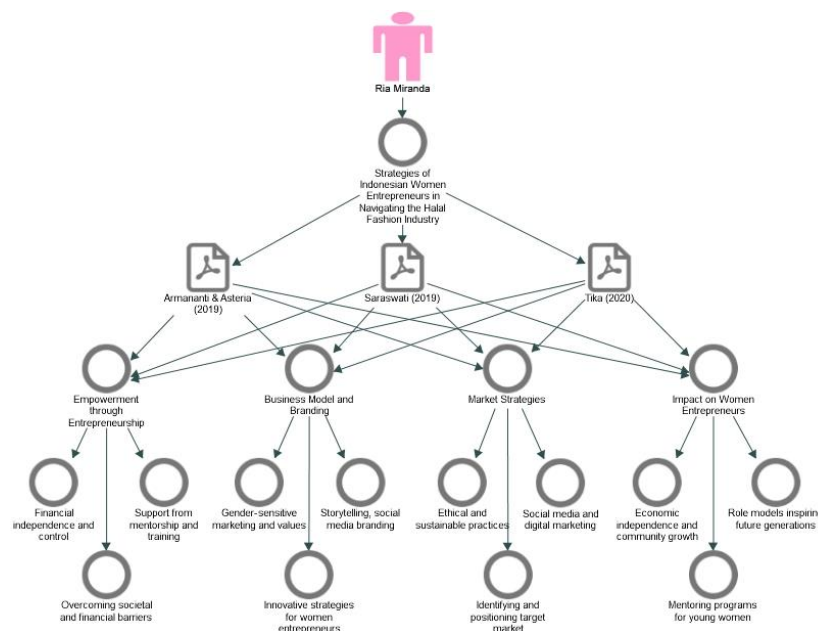 Ria Miranda
Strategies of
Indonesian Women
Entrepreneurs in
Navigating the Halal
Fashion Industry
Armananti & Asteria
(2019)
Saraswati (2019)
Tika (2020)
Empowerment
through
Entrepreneurship
Business Model and
Branding
Market Strategies
Impact on Women
Entrepreneurs
Financial
independence and
control
Support from
mentorship and
training
Gender-sensitive
marketing and values
Storytelling, social
media branding
Ethical and
sustainable practices
Social media and
digital marketing
Economic
independence and
community growth
Role models inspiring
future generations
Overcoming societal
and financial barriers
Innovative strategies
for women
entrepreneurs
Identifying and
positioning target
market
Mentoring programs
for young women